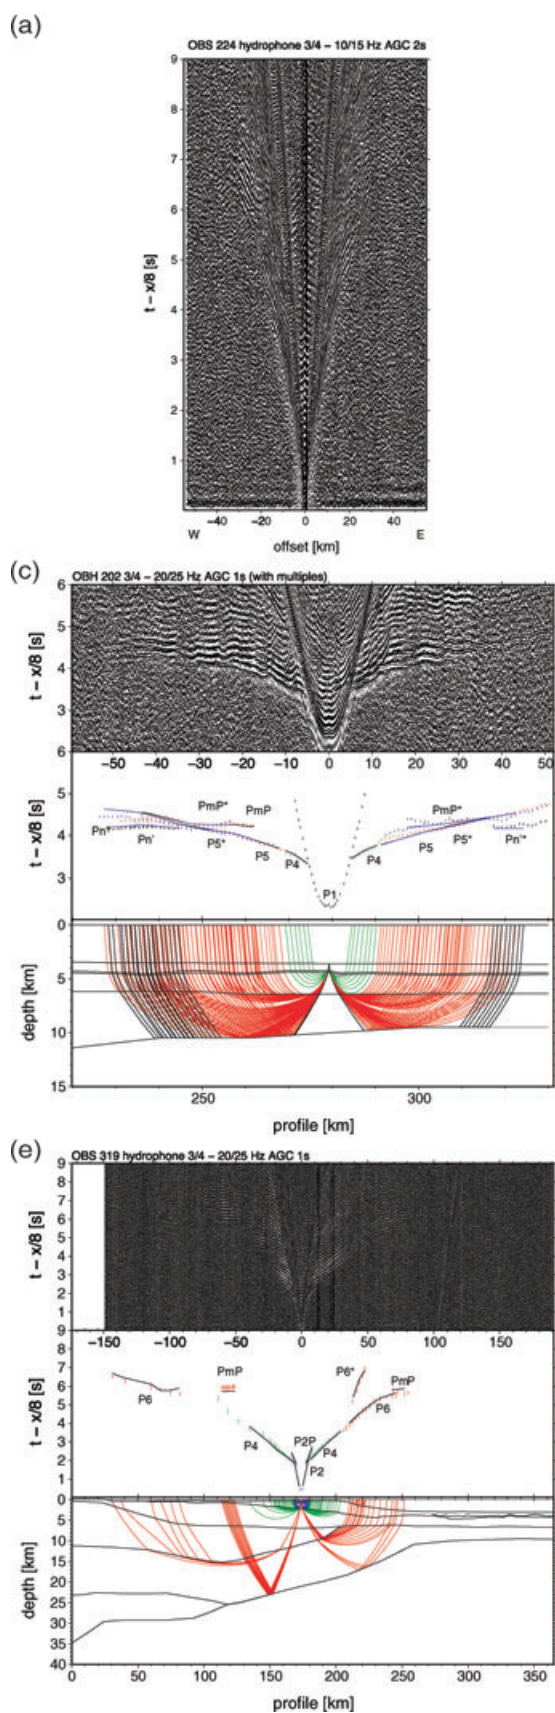 (a)
OBS 224 hydrophone 3/4 – 10/15 Hz AGC 2s
9
8
7
6
5
4
3
2
1
t – x/8 [s]
−40 −20 0 20 40
W E
offset [km]
(c)
OBH 202 3/4 – 20/25 Hz AGC 1s (with multiples)
6
5
4
3
6
t – x/8 [s]
−50 −40 −30 −20 −10 0 10 20 30 40 50
5
4
3
t – x/8 [s]
PmP* PmP PmP*
Pn* Pn' P5* P5 P4 P4 P5 P5* Pn'*
P1
0
5
10
15
depth [km]
250 300
profile [km]
(e)
OBS 319 hydrophone 3/4 – 20/25 Hz AGC 1s
9
8
7
6
5
4
3
2
1
9
t – x/8 [s]
−150 −100 −50 0 50 100 150
8
7
6
5
4
3
2
1
0
t – x/8 [s]
PmP P6* PmP
P6 P6
P4 P2P P4
P2
0
5
10
15
20
25
30
35
40
depth [km]
0 50 100 150 200 250 300 350
profile [km]